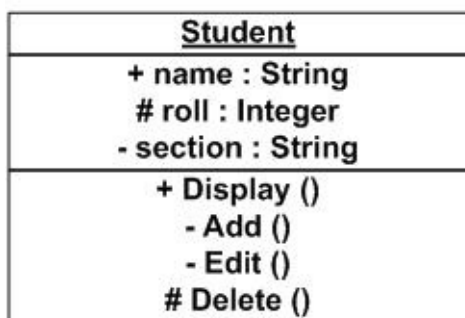 Student
+ name : String
# roll : Integer
- section : String
+ Display ()
- Add ()
- Edit ()
# Delete ()